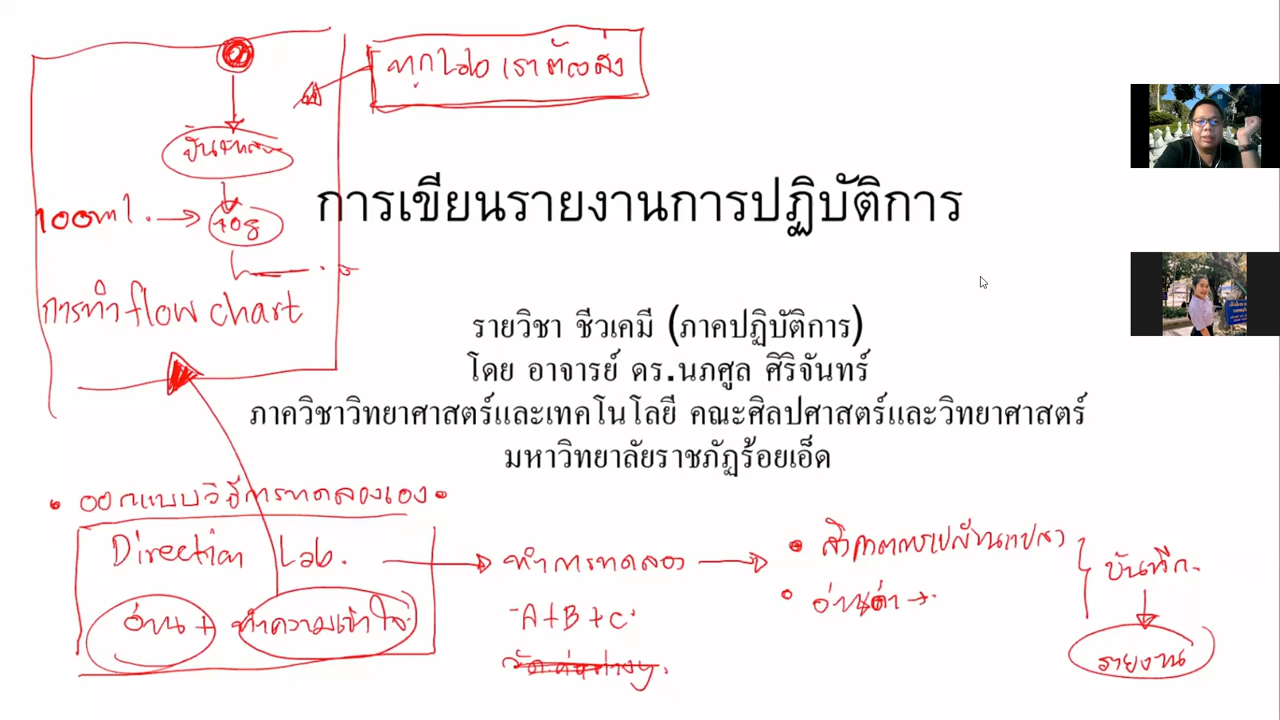 ทุก Lab เราต้องส่ง
100ml.
การทำ flow chart
การเขียนรายงานการปฏิบัติการ
รายวิชา ชีวเคมี (ภาคปฏิบัติการ)
โดย อาจารย์ ดร.นภศูล ศิริจันทร์
ภาควิชาวิทยาศาสตร์และเทคโนโลยี คณะศิลปศาสตร์และวิทยาศาสตร์
มหาวิทยาลัยราชภัฏร้อยเอ็ด
• ออกแบบวิธีการทดลองเอง •
Direction Lab.
อ่าน + ทำความเข้าใจ
ทำการทดลอง
A+B+C
• สังเกตการเปลี่ยนแปลง
• อ่านค่า
บันทึก.
รายงาน